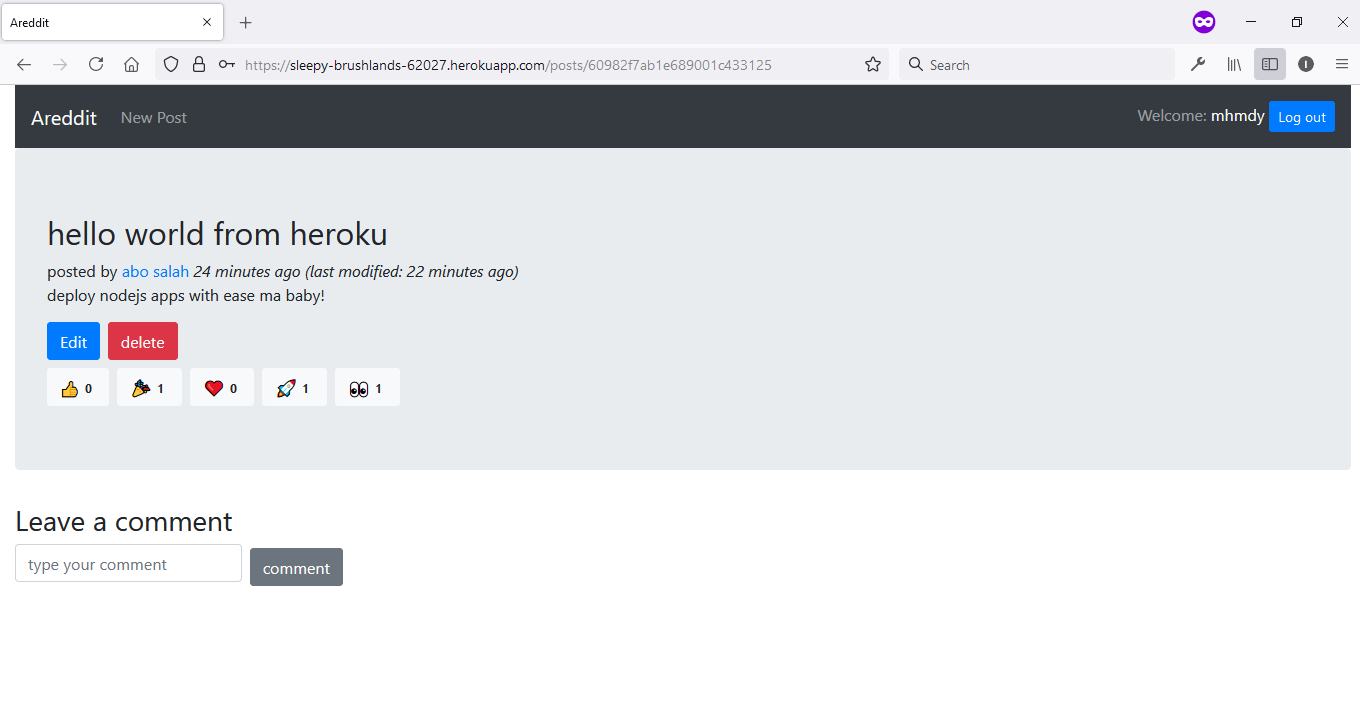 Areddit
https://sleepy-brushlands-62027.herokuapp.com/posts/60982f7ab1e689001c433125
Search
Areddit New Post Welcome: mhmdy Log out
hello world from heroku
posted by abo salah 24 minutes ago (last modified: 22 minutes ago)
deploy nodejs apps with ease ma baby!
Edit delete
👍 0 🎉 1 ❤️ 0 🚀 1 👀 1
Leave a comment
type your comment comment